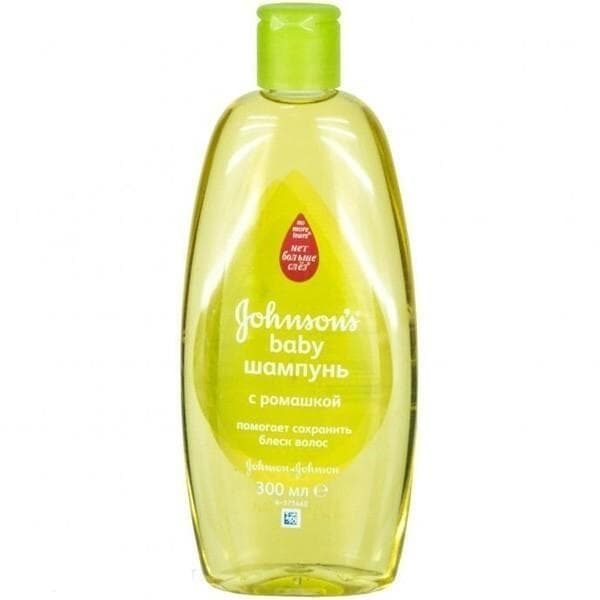 no
more
tears®
нет
больше
слёз®
Johnson's
baby
шампунь
с ромашкой
помогает сохранить
блеск волос
Johnson & Johnson
300 мл ℮